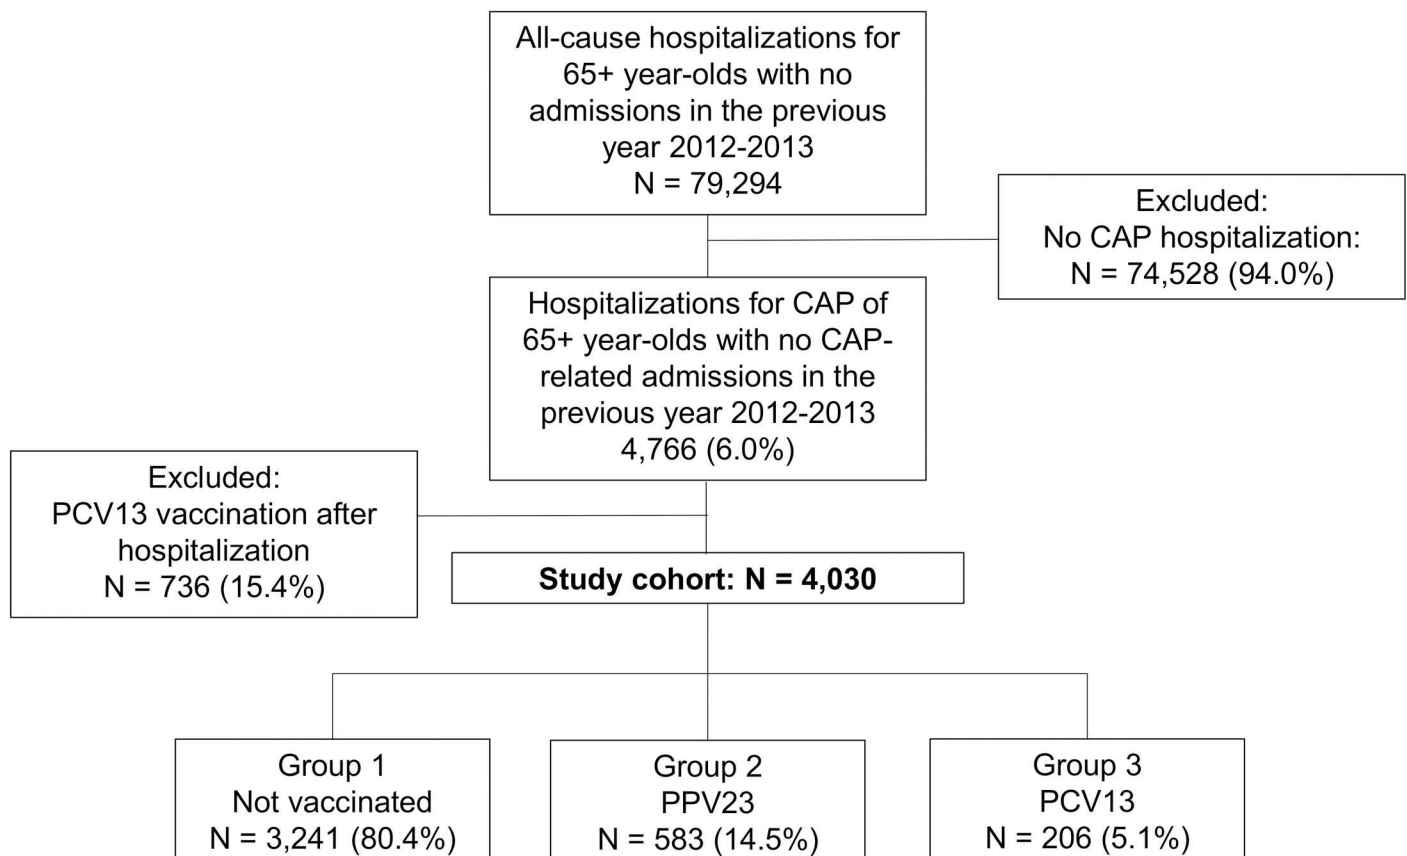 All-cause hospitalizations for
65+ year-olds with no
admissions in the previous
year 2012-2013
N = 79,294
Excluded:
No CAP hospitalization:
N = 74,528 (94.0%)
Hospitalizations for CAP of
65+ year-olds with no CAP-
related admissions in the
previous year 2012-2013
4,766 (6.0%)
Excluded:
PCV13 vaccination after
hospitalization
N = 736 (15.4%)
Study cohort: N = 4,030
Group 1
Not vaccinated
N = 3,241 (80.4%)
Group 2
PPV23
N = 583 (14.5%)
Group 3
PCV13
N = 206 (5.1%)